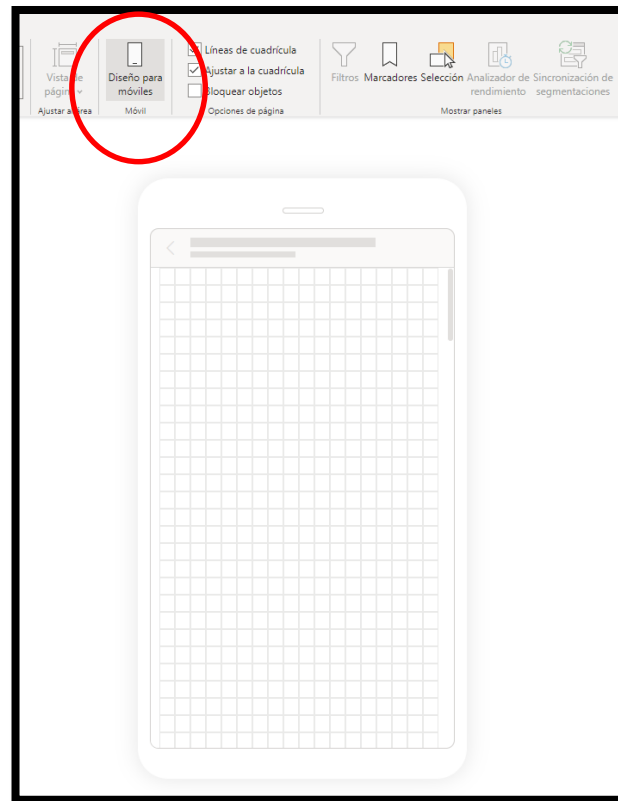 Vista de
página
Ajustar a área
Diseño para
móviles
Móvil
Líneas de cuadrícula
Ajustar a la cuadrícula
Bloquear objetos
Opciones de página
Filtros
Marcadores
Selección
Analizador de
rendimiento
Sincronización de
segmentaciones
Mostrar paneles